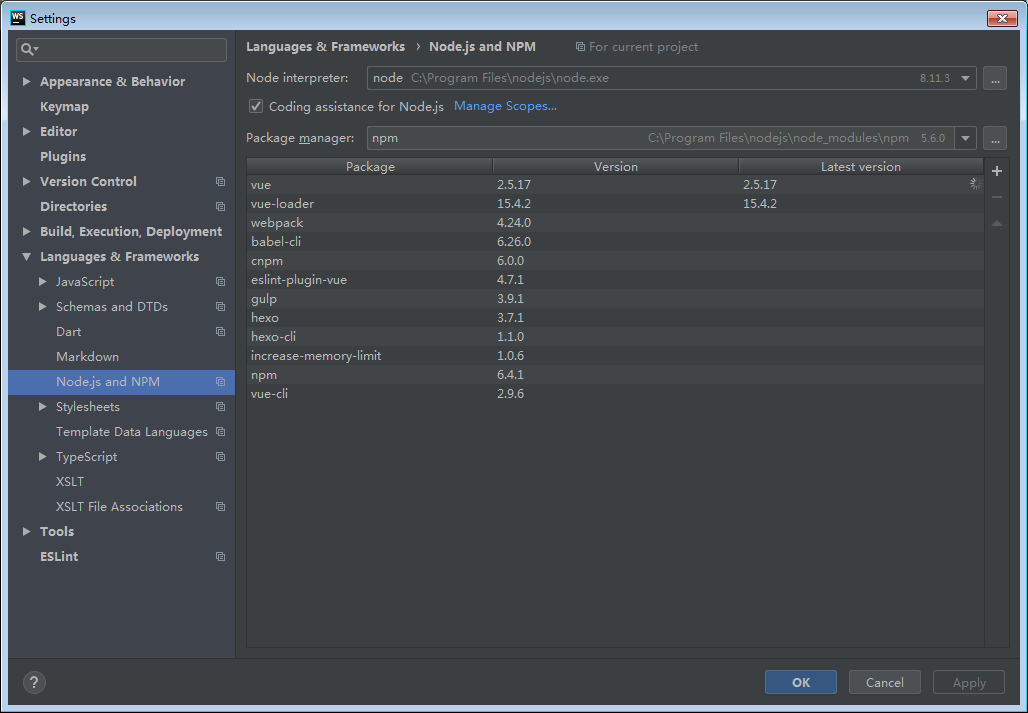 WS Settings
Appearance & Behavior
Keymap
Editor
Plugins
Version Control
Directories
Build, Execution, Deployment
Languages & Frameworks
JavaScript
Schemas and DTDs
Dart
Markdown
Node.js and NPM
Stylesheets
Template Data Languages
TypeScript
XSLT
XSLT File Associations
Tools
ESLint
Languages & Frameworks › Node.js and NPM For current project
Node interpreter: node C:\Program Files\nodejs\node.exe 8.11.3 ...
Coding assistance for Node.js Manage Scopes...
Package manager: npm C:\Program Files\nodejs\node_modules\npm 5.6.0 ...
Package Version Latest version
vue 2.5.17 2.5.17
vue-loader 15.4.2 15.4.2
webpack 4.24.0
babel-cli 6.26.0
cnpm 6.0.0
eslint-plugin-vue 4.7.1
gulp 3.9.1
hexo 3.7.1
hexo-cli 1.1.0
increase-memory-limit 1.0.6
npm 6.4.1
vue-cli 2.9.6
? OK Cancel Apply